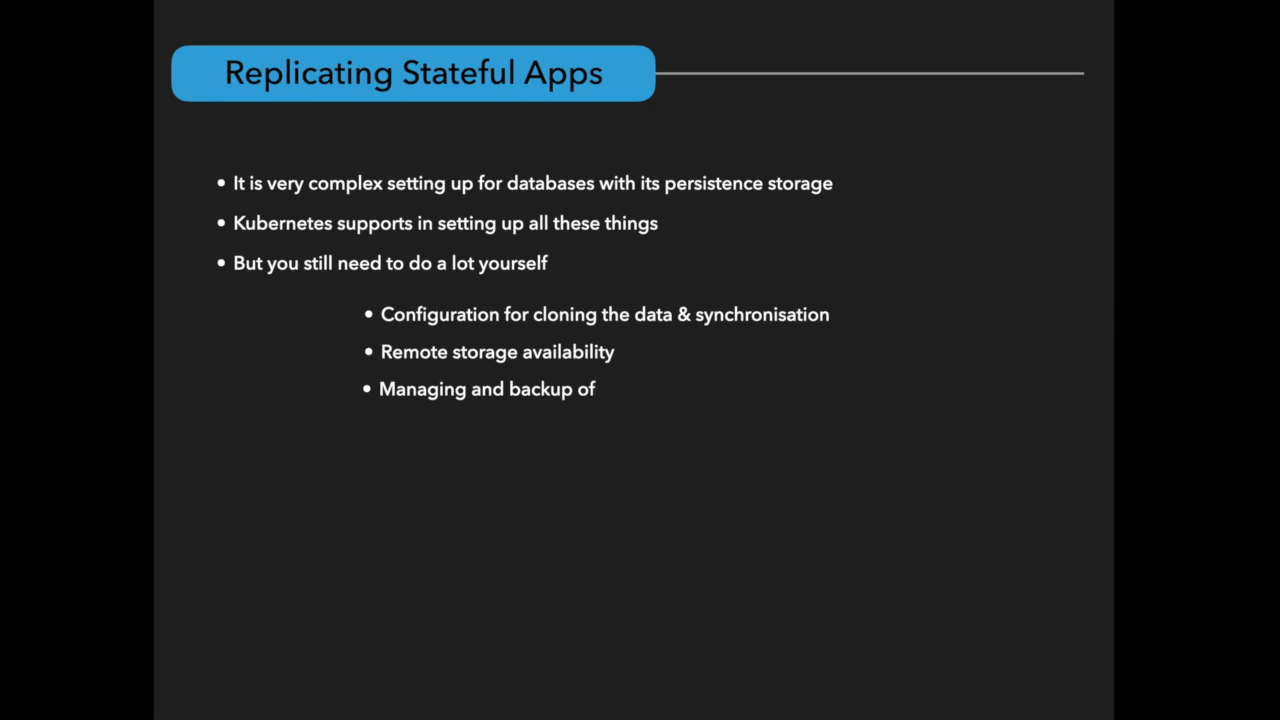 Replicating Stateful Apps
• It is very complex setting up for databases with its persistence storage
• Kubernetes supports in setting up all these things
• But you still need to do a lot yourself
• Configuration for cloning the data & synchronisation
• Remote storage availability
• Managing and backup of